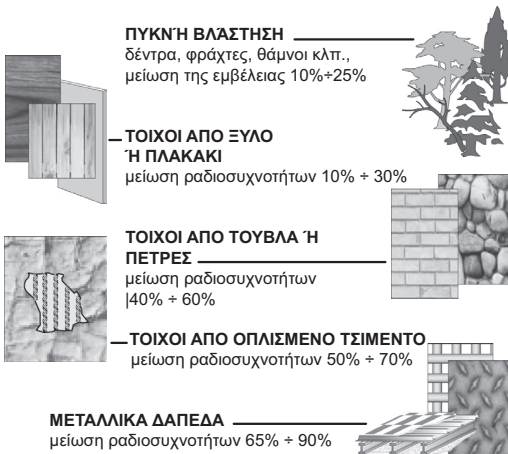 ΠΥΚΝΉ ΒΛΆΣΤΗΣΗ
δέντρα, φράχτες, θάμνοι κλπ.,
μείωση της εμβέλειας 10%÷25%
ΤΟΙΧΟΙ ΑΠΟ ΞΥΛΟ
Ή ΠΛΑΚΑΚΙ
μείωση ραδιοσυχνοτήτων 10% ÷ 30%
ΤΟΙΧΟΙ ΑΠΟ ΤΟΥΒΛΑ Ή
ΠΕΤΡΕΣ
μείωση ραδιοσυχνοτήτων
|40% ÷ 60%
ΤΟΙΧΟΙ ΑΠΟ ΟΠΛΙΣΜΕΝΟ ΤΣΙΜΕΝΤΟ
μείωση ραδιοσυχνοτήτων 50% ÷ 70%
ΜΕΤΑΛΛΙΚΑ ΔΑΠΕΔΑ
μείωση ραδιοσυχνοτήτων 65% ÷ 90%